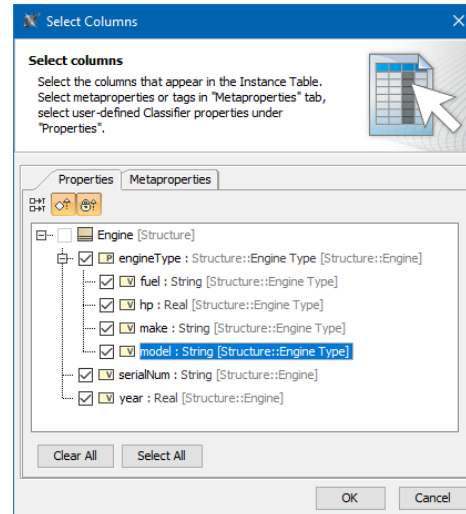 Select Columns
Select columns
Select the columns that appear in the Instance Table.
Select metaproperties or tags in "Metaproperties" tab,
select user-defined Classifier properties under
"Properties".
Properties Metaproperties
Engine [Structure]
P engineType : Structure::Engine Type [Structure::Engine]
V fuel : String [Structure::Engine Type]
V hp : Real [Structure::Engine Type]
V make : String [Structure::Engine Type]
V model : String [Structure::Engine Type]
V serialNum : String [Structure::Engine]
V year : Real [Structure::Engine]
Clear All Select All
OK Cancel